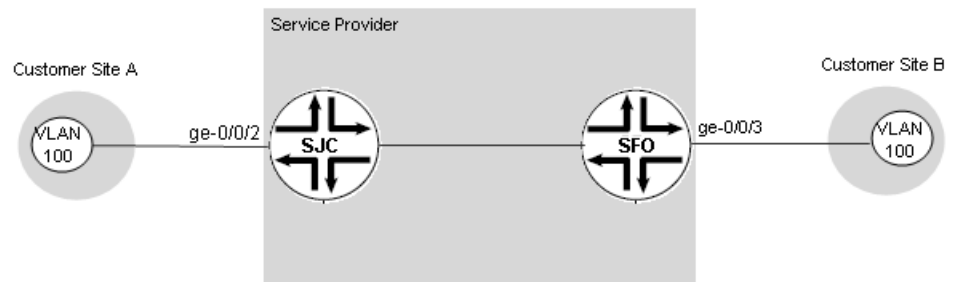 Service Provider
Customer Site A
Customer Site B
VLAN
100
ge-0/0/2
SJC
SFO
ge-0/0/3
VLAN
100